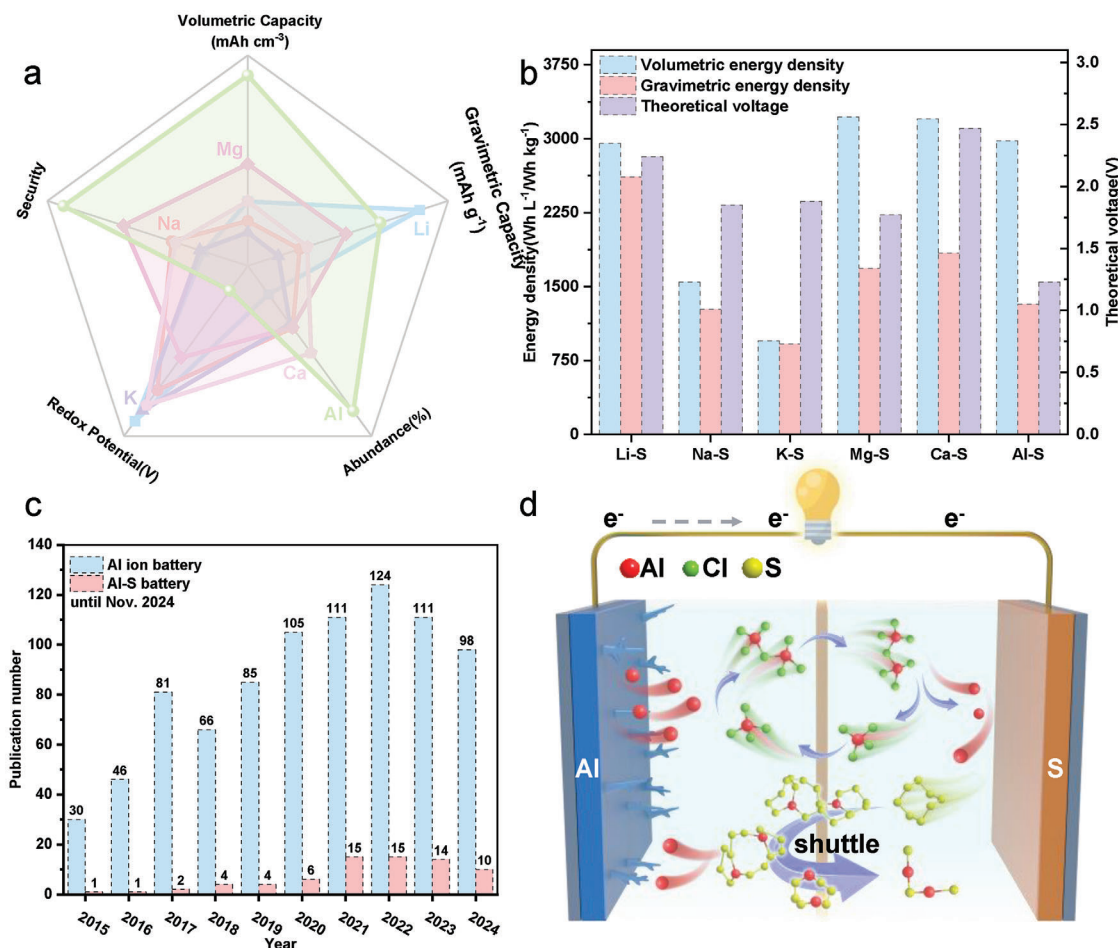 a
Volumetric Capacity
(mAh cm⁻³)
Gravimetric Capacity
(mAh g⁻¹)
Abundance(%)
Redox Potential(V)
Security
Mg
Na
Li
K
Ca
Al
b
Volumetric energy density
Gravimetric energy density
Theoretical voltage
Energy density(Wh L⁻¹/Wh kg⁻¹)
3750
3000
2250
1500
750
0
Theoretical voltage(V)
3.0
2.5
2.0
1.5
1.0
0.5
0.0
Li-S Na-S K-S Mg-S Ca-S Al-S
c
Al ion battery
Al-S battery
until Nov. 2024
Publication number
140
120
100
80
60
40
20
0
30 46 81 66 85 105 111 124 111 98
1 1 2 4 4 6 15 15 14 10
2015 2016 2017 2018 2019 2020 2021 2022 2023 2024
Year
d
e⁻ e⁻ e⁻
Al Cl S
Al
S
shuttle